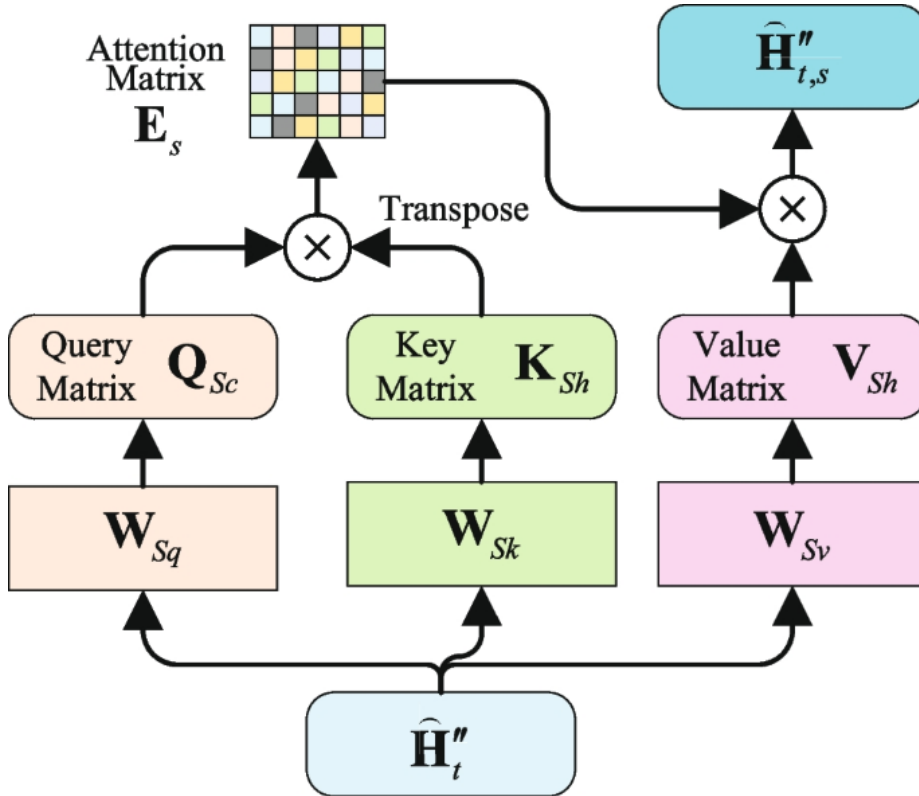 Attention
Matrix
E_s
Ĥ″_{t,s}
×
Transpose
×
Query
Matrix
Q_{Sc}
Key
Matrix
K_{Sh}
Value
Matrix
V_{Sh}
W_{Sq}
W_{Sk}
W_{Sv}
Ĥ″_t